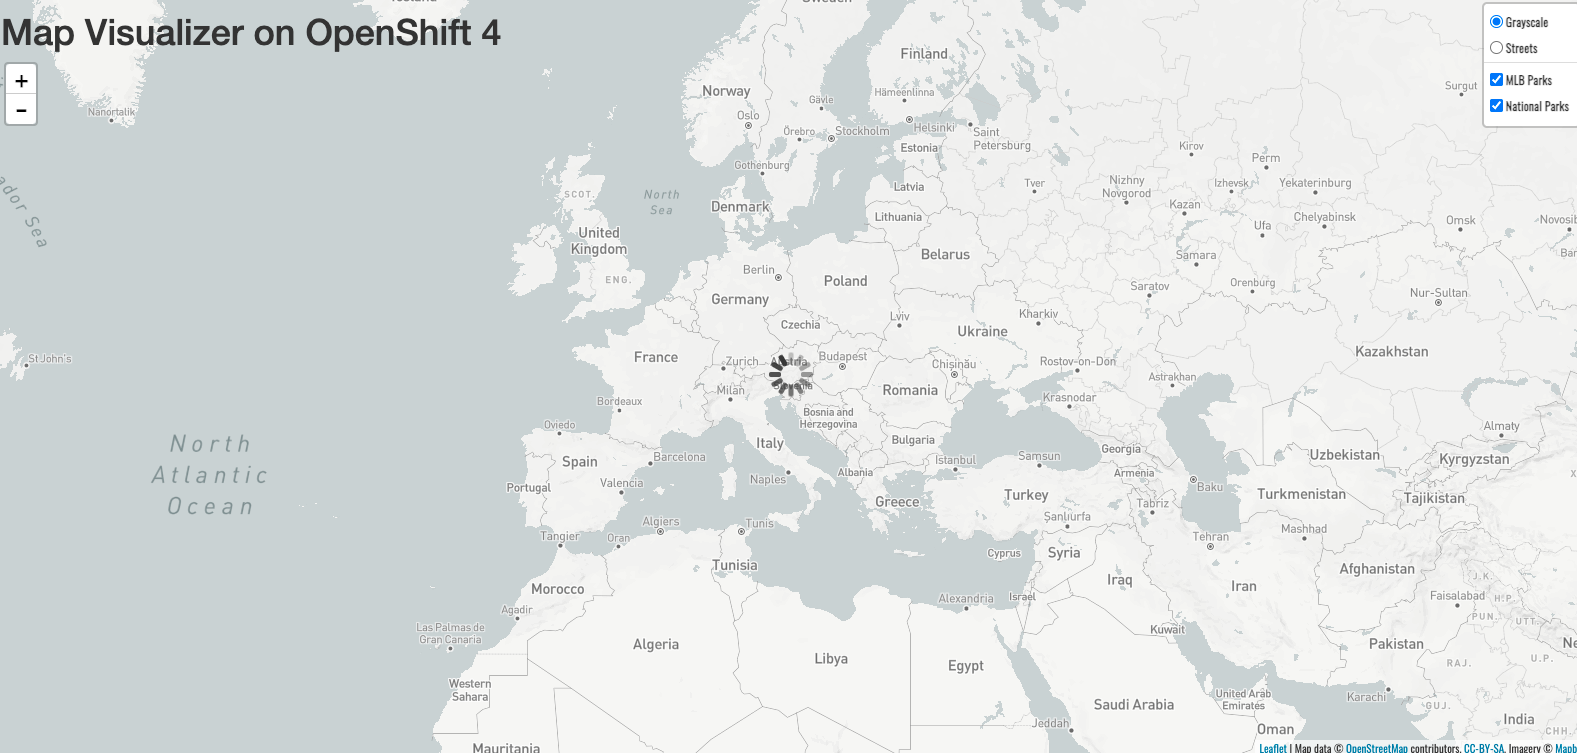 Map Visualizer on OpenShift 4
+
-
Grayscale
Streets
MLB Parks
National Parks
Finland
Norway
Surgut
Nanortalik
Gävle
Hämeenlinna
Oslo
Örebro
Stockholm
Helsinki
Saint
Petersburg
Estonia
Kirov
Perm
Gothenburg
SCOT.
North
Sea
Latvia
Tver
Nizhny
Novgorod
Izhevsk
Yekaterinburg
Denmark
Lithuania
Kazan
Chelyabinsk
Omsk
Novosib
ador Sea
United
Kingdom
Ufa
Belarus
Samara
Bar
Berlin
ENG.
Poland
Saratov
Orenburg
Nur-Sultan
Germany
Lviv
Kharkiv
Czechia
Ukraine
St John's
France
Zurich
Austria
Budapest
Chișinău
Rostov-on-Don
Kazakhstan
Astrakhan
Slovenia
Milan
Romania
Krasnodar
Bordeaux
Bosnia and
Herzegovina
Oviedo
Almaty
North
Atlantic
Ocean
Italy
Bulgaria
Georgia
Uzbekistan
Kyrgyzstan
Spain
Barcelona
Istanbul
Samsun
Albania
Armenia
Portugal
Valencia
Naples
Baku
Turkmenistan
Tajikistan
Greece
Turkey
Tabriz
Algiers
Tunis
Şanlıurfa
Mashhad
Tangier
Oran
Tehran
Cyprus
Syria
Tunisia
Afghanistan
Morocco
Iraq
Iran
J.K.
Alexandria
Israel
Faisalabad
H.P.
Agadir
PUN.
UTT
Las Palmas de
Gran Canaria
Kuwait
Algeria
Pakistan
Ne
Libya
Egypt
RAJ.
U.P.
Western
Sahara
United Arab
Emirates
Karachi
Saudi Arabia
GUJ.
Jeddah
Oman
India
Mauritania
CHH.
Leaflet | Map data © OpenStreetMap contributors, CC-BY-SA, Imagery © Mapb